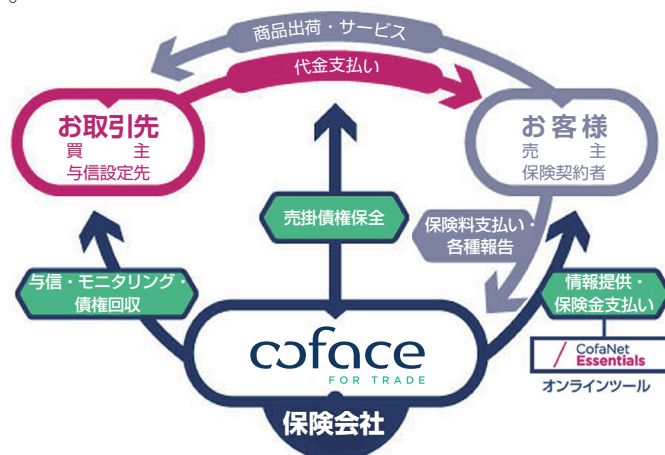 。
商品出荷・サービス
代金支払い
お取引先
買主
与信設定先
お客様
売主
保険契約者
売掛債権保全
保険料支払い・
各種報告
与信・モニタリング・
債権回収
情報提供・
保険金支払い
coface
FOR TRADE
CofaNet
Essentials
オンラインツール
保険会社